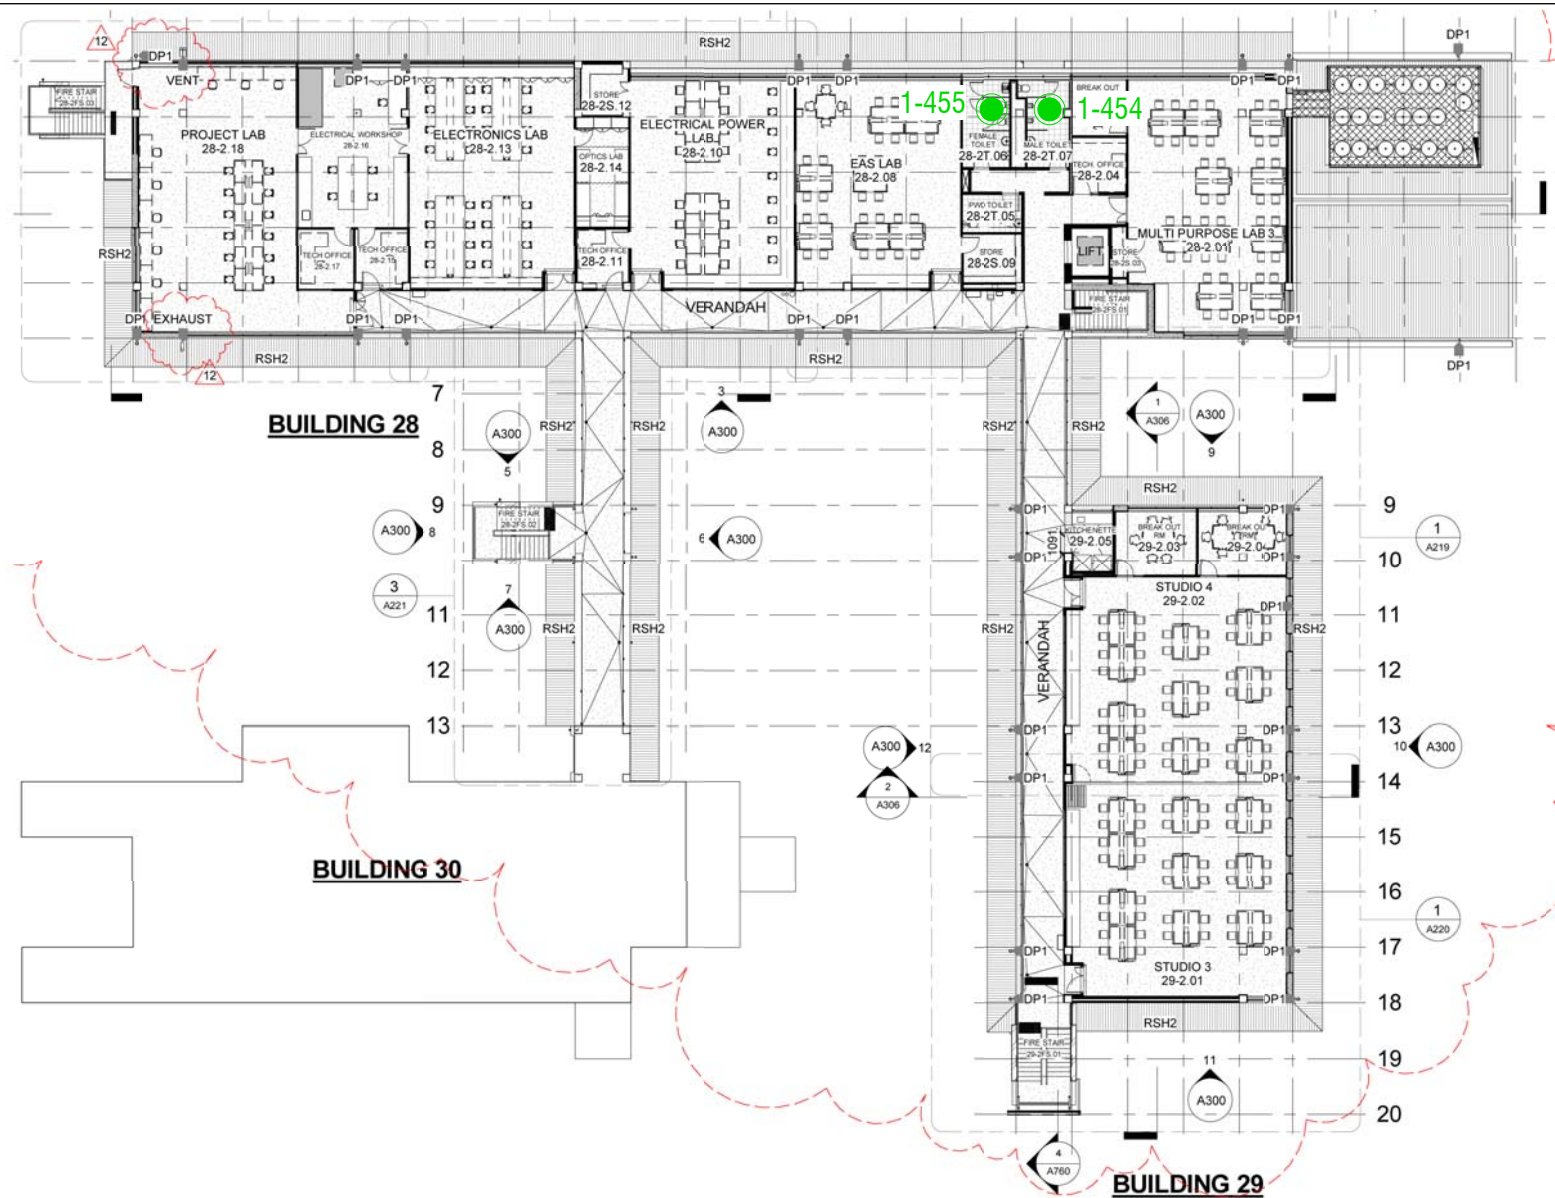 RSH2
DP1
12
DP1
VENT
DP1
DP1
DP1
DP1
DP1
DP1
FIRE STAIR
28-2FS.03
PROJECT LAB
28-2.18
ELECTRICAL WORKSHOP
28-2.16
ELECTRONICS LAB
28-2.13
STORE
28-2S.12
OPTICS LAB
28-2.14
ELECTRICAL POWER
LAB
28-2.10
EAS LAB
28-2.08
1-455
1-454
FEMALE
TOILET
28-2T.06
MALE TOILET
28-2T.07
BREAK OUT
TECH. OFFICE
28-2.04
PWD TOILET
28-2T.05
STORE
28-2S.09
LIFT
STORE
28-2S.03
MULTI PURPOSE LAB 3
28-2.01
RSH2
TECH OFFICE
28-2.17
TECH OFFICE
28-2.15
TECH OFFICE
28-2.11
VERANDAH
FIRE STAIR
28-2FS.01
DP1
EXHAUST
DP1
DP1
DP1
DP1
DP1
DP1
DP1
12
RSH2
RSH2
7
BUILDING 28
8
9
10
11
12
13
A300
5
A300
8
3
A221
7
A300
FIRE STAIR
28-2FS.02
RSH2
RSH2
RSH2
RSH2
3
A300
6
A300
RSH2
RSH2
RSH2
1
A306
A300
9
RSH2
DP1
DP1
KITCHENETTE
29-2.05
1091
BREAK OUT
RM
29-2.03
BREAK OUT
RM
29-2.04
DP1
DP1
9
10
1
A219
STUDIO 4
29-2.02
DP1
RSH2
11
12
13
14
15
16
17
18
19
20
VERANDAH
A300
12
2
A306
DP1
DP1
DP1
DP1
10
A300
1
A220
BUILDING 30
DP1
DP1
STUDIO 3
29-2.01
DP1
DP1
RSH2
FIRE STAIR
29-2FS.01
11
A300
4
A760
BUILDING 29